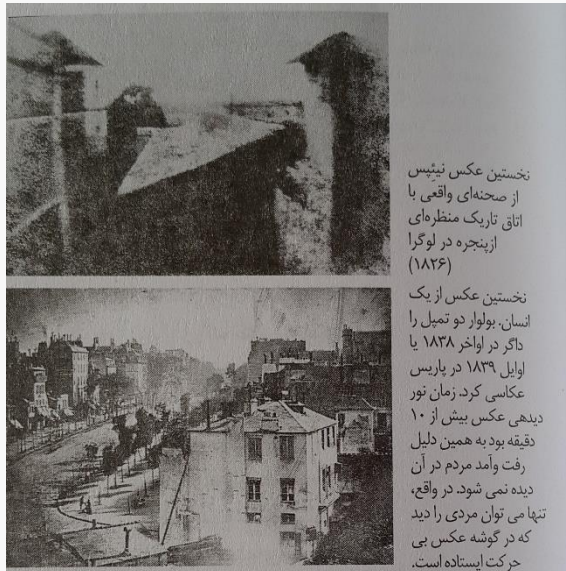 نخستین عکس نیئپس
از صحنه‌ای واقعی با
اتاق تاریک منظره‌ای
ازپنجره در لوگرا
(۱۸۲۶)
نخستین عکس از یک
انسان. بولوار دو تمپل را
داگر در اواخر ۱۸۳۸ یا
اوایل ۱۸۳۹ در پاریس
عکاسی کرد. زمان نور
دیدهی عکس بیش از ۱۰
دقیقه بود به همین دلیل
رفت وآمد مردم در آن
دیده نمی شود. در واقع،
تنها می توان مردی را دید
که در گوشه عکس بی
حرکت ایستاده است.